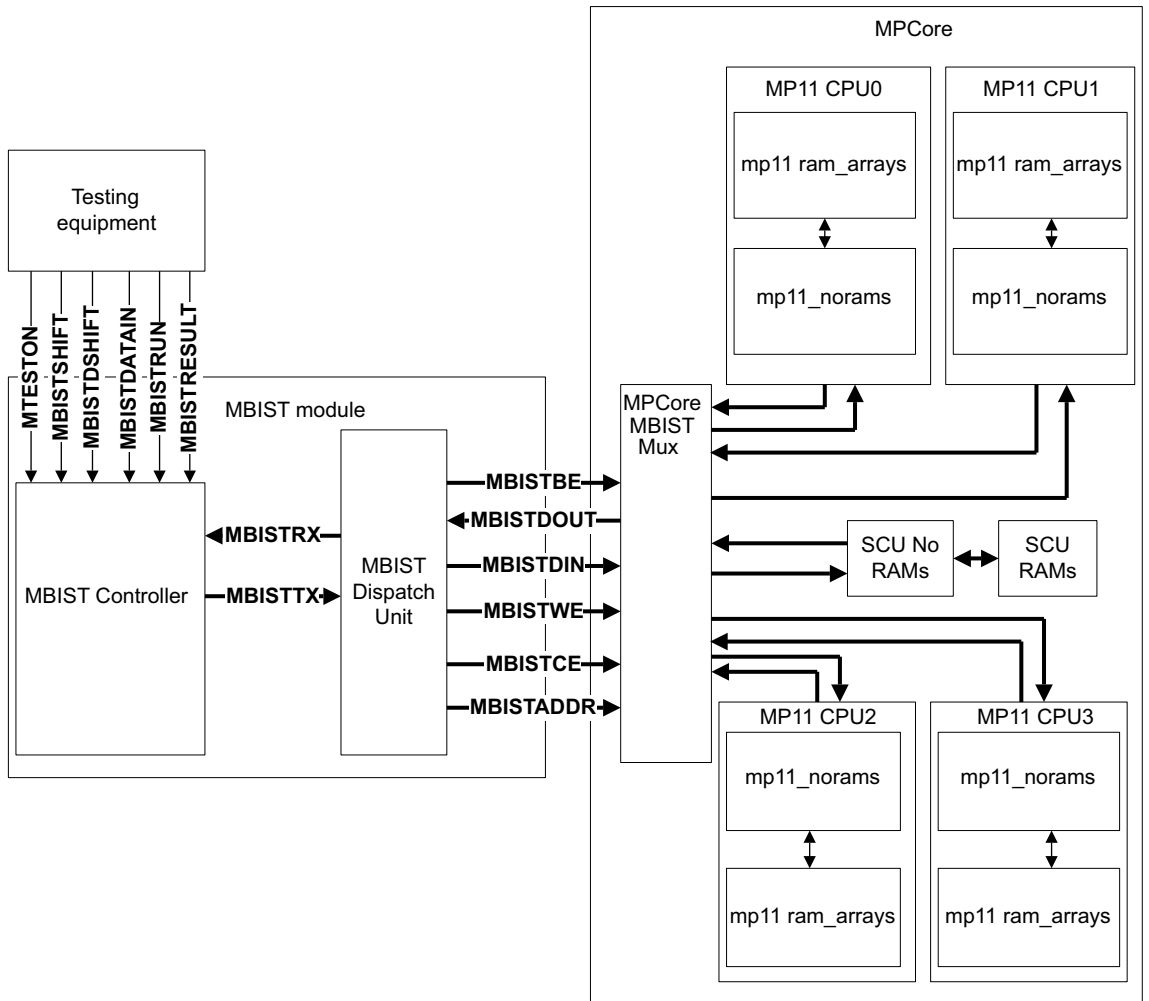 MPCore
MP11 CPU0
MP11 CPU1
mp11 ram_arrays
mp11 ram_arrays
mp11_norams
mp11_norams
Testing
equipment
MTESTON
MBISTSHIFT
MBISTDSHIFT
MBISTDATAIN
MBISTRUN
MBISTRESULT
MBIST module
MBIST Controller
MBISTRX
MBISTTX
MBIST
Dispatch
Unit
MBISTBE
MBISTDOUT
MBISTDIN
MBISTWE
MBISTCE
MBISTADDR
MPCore
MBIST
Mux
SCU No
RAMs
SCU
RAMs
MP11 CPU2
MP11 CPU3
mp11_norams
mp11_norams
mp11 ram_arrays
mp11 ram_arrays